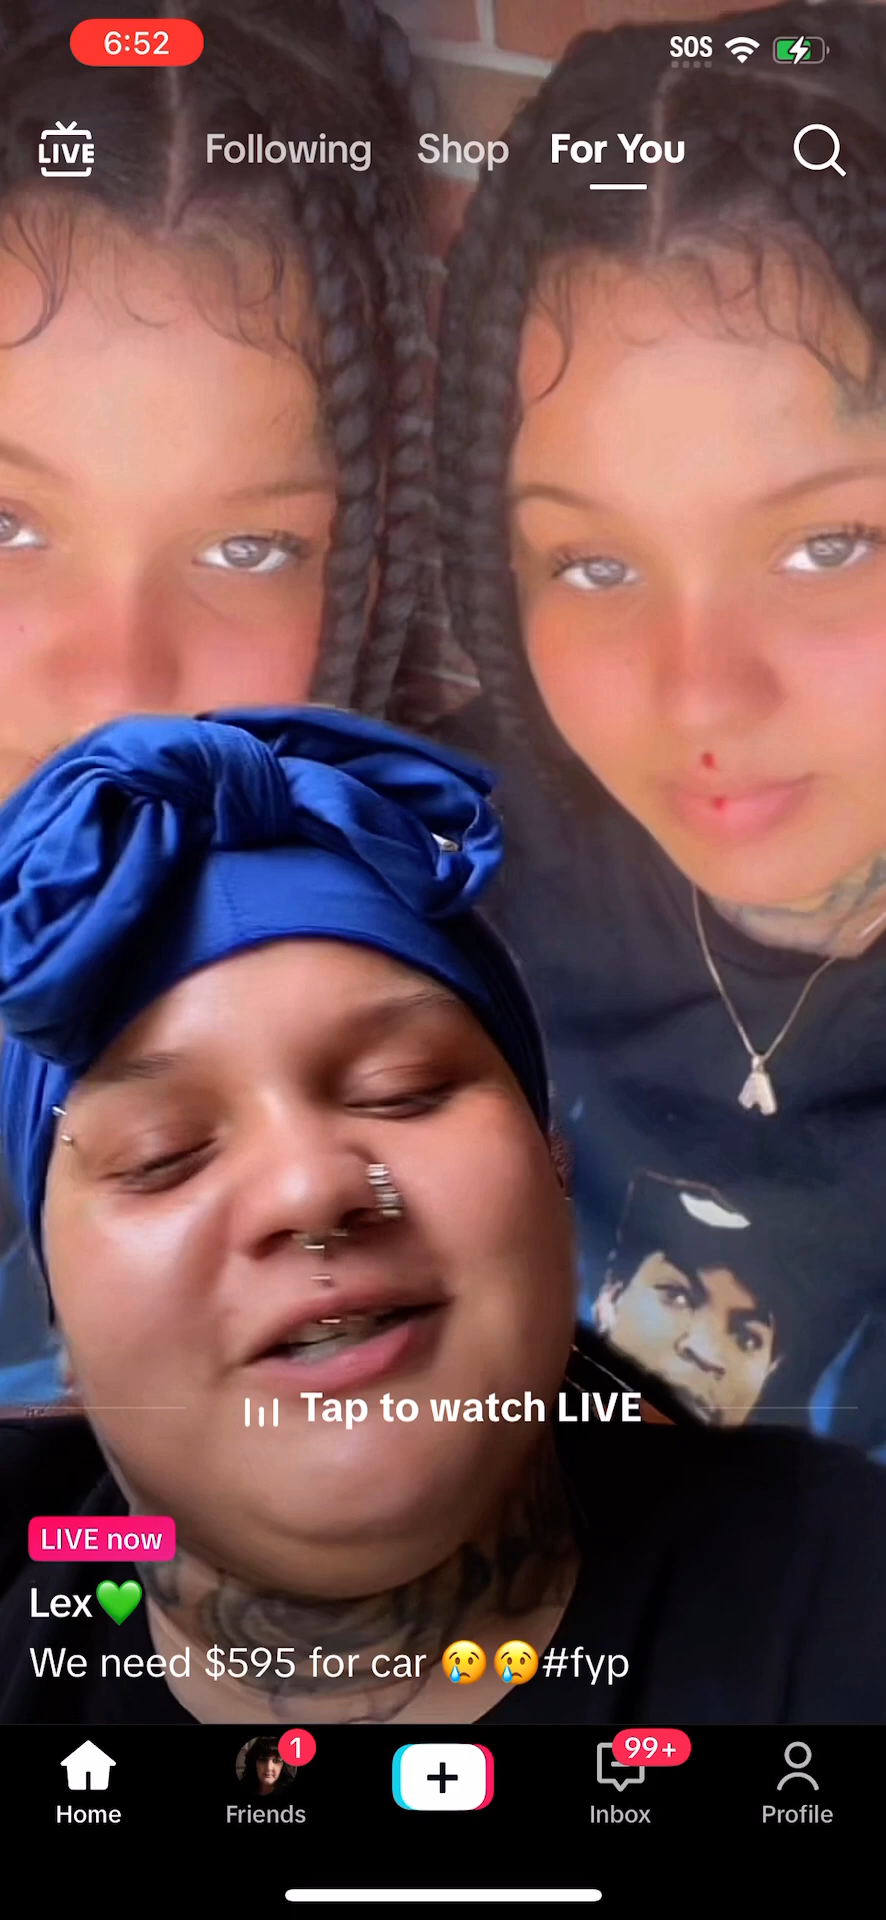 6:52
SOS
LIVE
Following
Shop
For You
Tap to watch LIVE
LIVE now
Lex💚
We need $595 for car 😢😢#fyp
1
99+
Home
Friends
Inbox
Profile